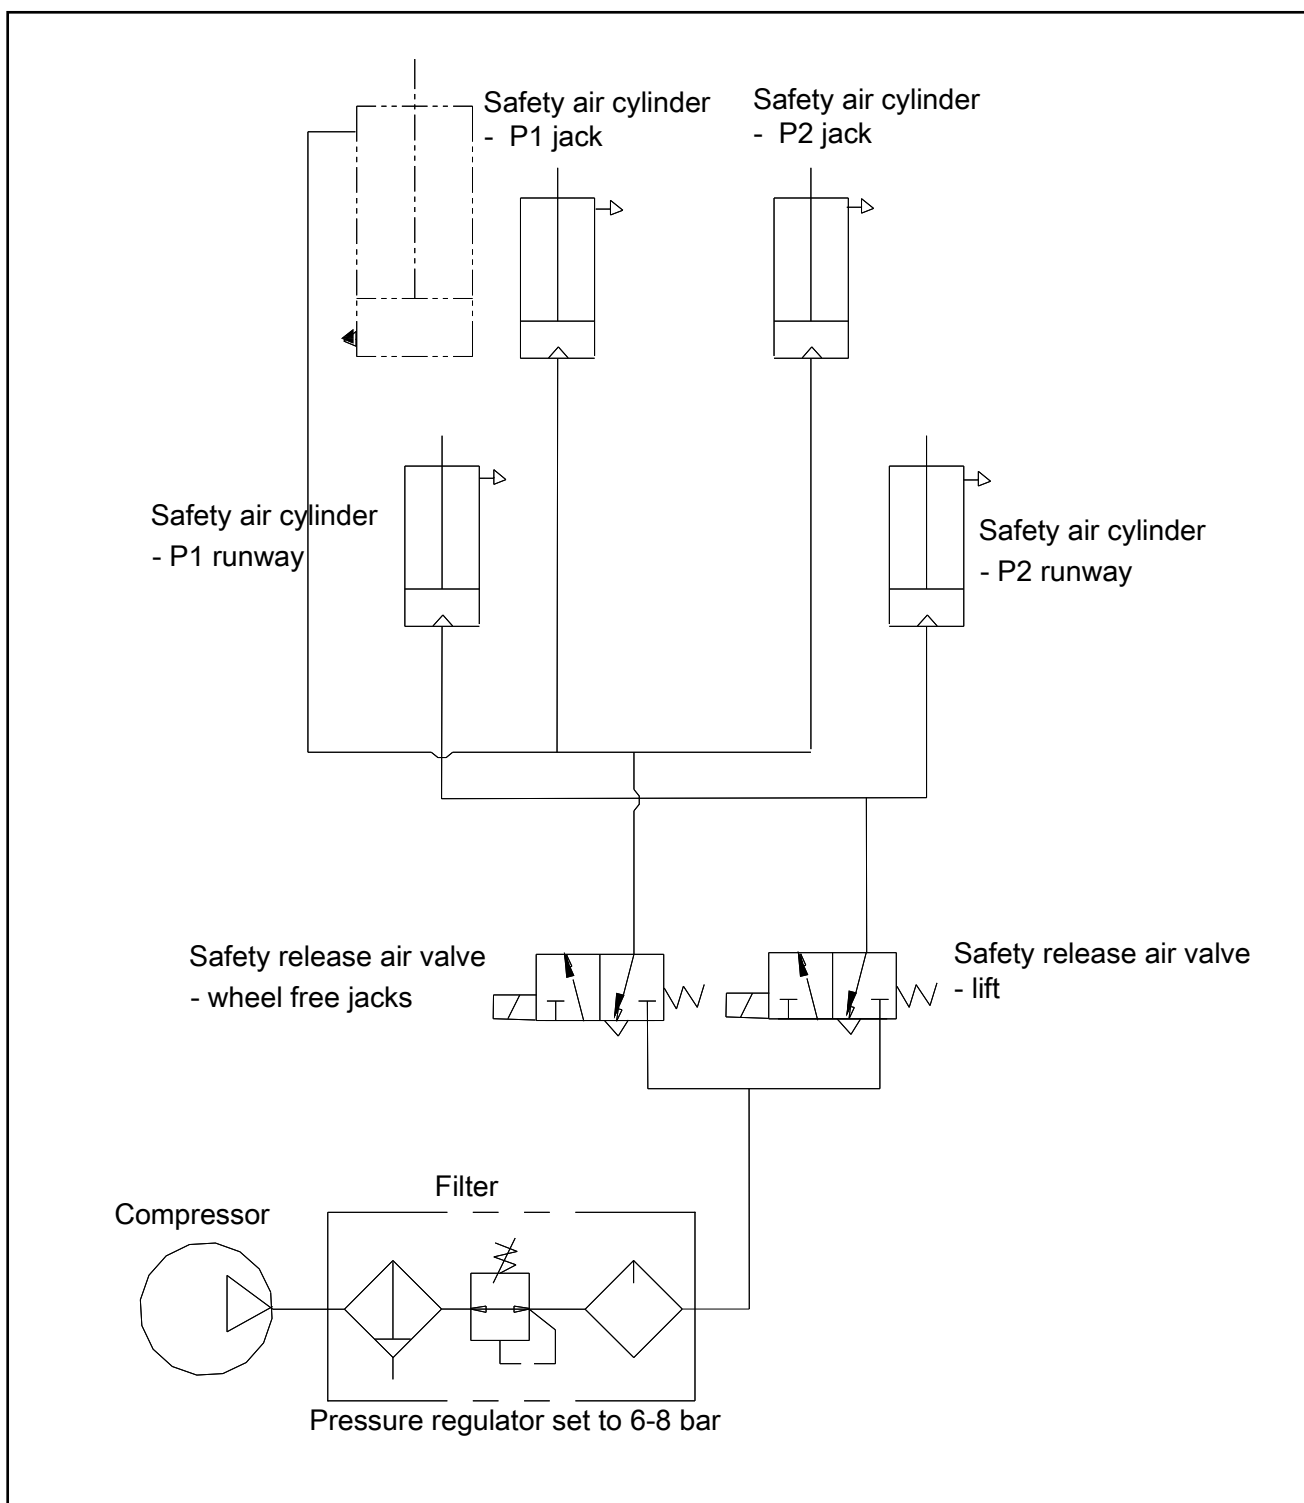 Safety air cylinder
- P1 jack
Safety air cylinder
- P2 jack
Safety air cylinder
- P1 runway
Safety air cylinder
- P2 runway
Safety release air valve
- wheel free jacks
Safety release air valve
- lift
Filter
Compressor
Pressure regulator set to 6-8 bar